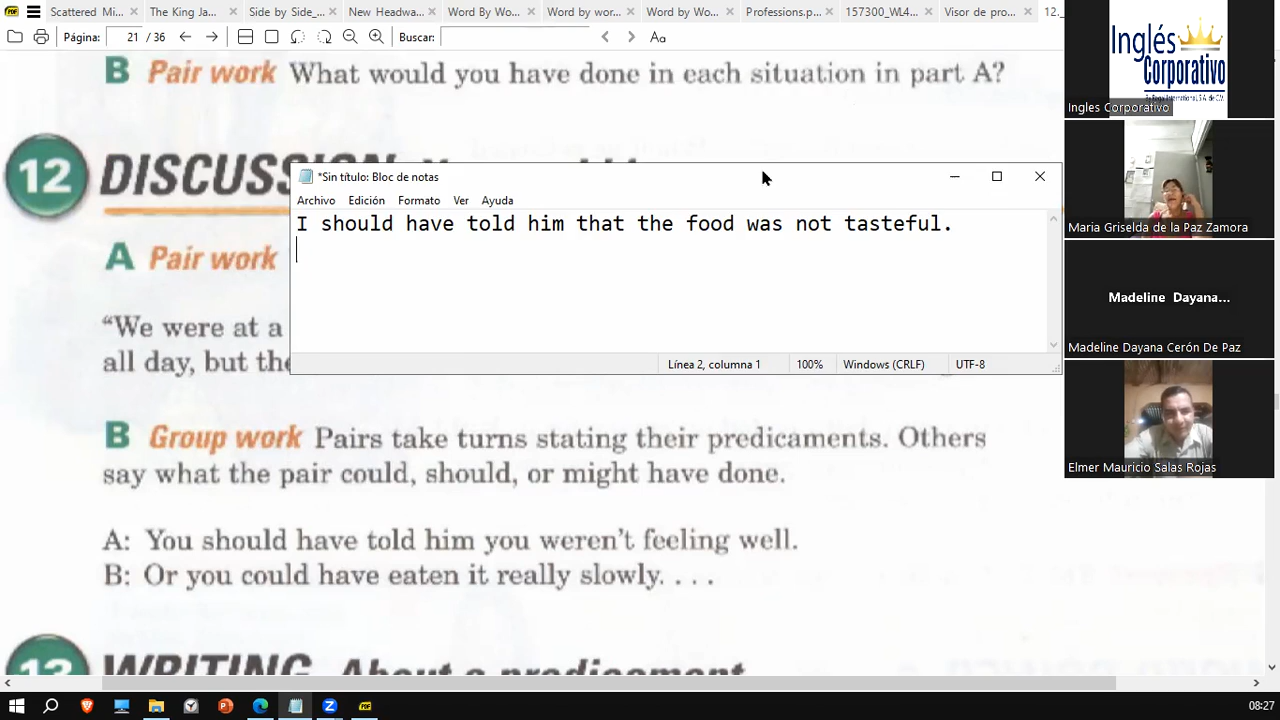 Scattered Mi...
The King Ja...
Side by Side_...
New Headwa...
Word By Wo...
Word by wor...
Word by Wo...
Professions.p...
157300_WL4...
Visor de pro...
12._
Página: 21 / 36
Buscar:
Aa
B Pair work What would you have done in each situation in part A?
12 DISCUSSION
*Sin título: Bloc de notas
Archivo Edición Formato Ver Ayuda
I should have told him that the food was not tasteful.
Línea 2, columna 1 100% Windows (CRLF) UTF-8
A Pair work
“We were at a
all day, but the
B Group work Pairs take turns stating their predicaments. Others
say what the pair could, should, or might have done.
A: You should have told him you weren't feeling well.
B: Or you could have eaten it really slowly. . . .
13 WRITING About a predicament
Inglés
Corporativo
Ingles Corporativo
Maria Griselda de la Paz Zamora
Madeline Dayana...
Madeline Dayana Cerón De Paz
Elmer Mauricio Salas Rojas
08:27